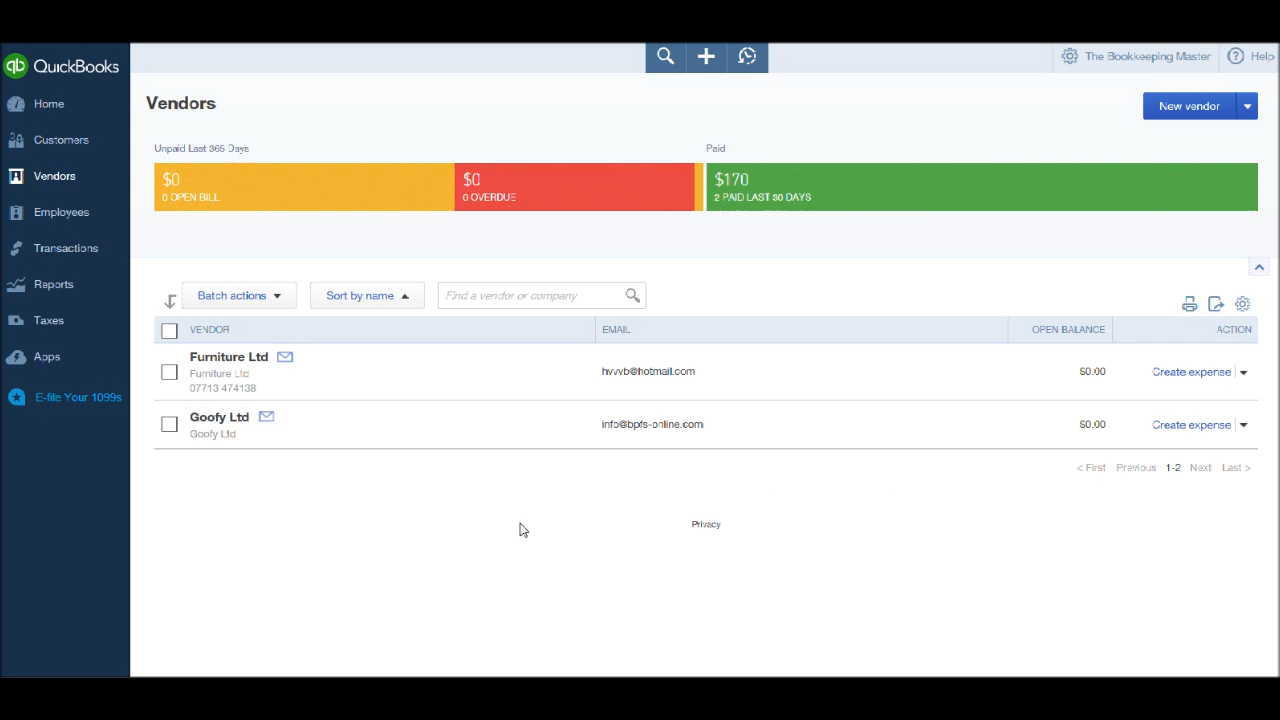 qb QuickBooks
The Bookkeeping Master
Help
Home
Customers
Vendors
Employees
Transactions
Reports
Taxes
Apps
E-file Your 1099s
Vendors
New vendor
Unpaid Last 365 Days
Paid
$0
0 OPEN BILL
$0
0 OVERDUE
$170
2 PAID LAST 30 DAYS
Batch actions
Sort by name
Find a vendor or company
VENDOR EMAIL OPEN BALANCE ACTION
Furniture Ltd
Furniture Ltd
07713 474138
hvvvb@hotmail.com
$0.00
Create expense
Goofy Ltd
Goofy Ltd
info@bpfs-online.com
$0.00
Create expense
< First Previous 1-2 Next Last >
Privacy